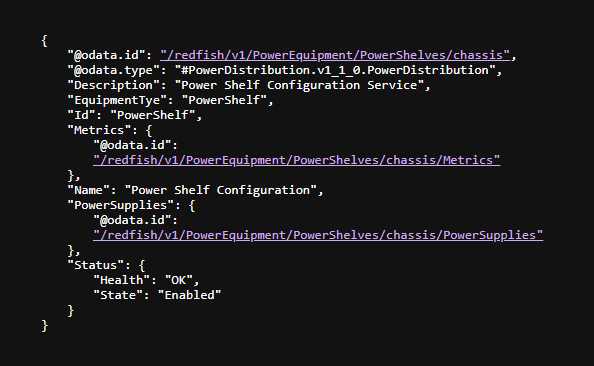 {
"@odata.id": "/redfish/v1/PowerEquipment/PowerShelves/chassis",
"@odata.type": "#PowerDistribution.v1_1_0.PowerDistribution",
"Description": "Power Shelf Configuration Service",
"EquipmentTye": "PowerShelf",
"Id": "PowerShelf",
"Metrics": {
"@odata.id":
"/redfish/v1/PowerEquipment/PowerShelves/chassis/Metrics"
},
"Name": "Power Shelf Configuration",
"PowerSupplies": {
"@odata.id":
"/redfish/v1/PowerEquipment/PowerShelves/chassis/PowerSupplies"
},
"Status": {
"Health": "OK",
"State": "Enabled"
}
}